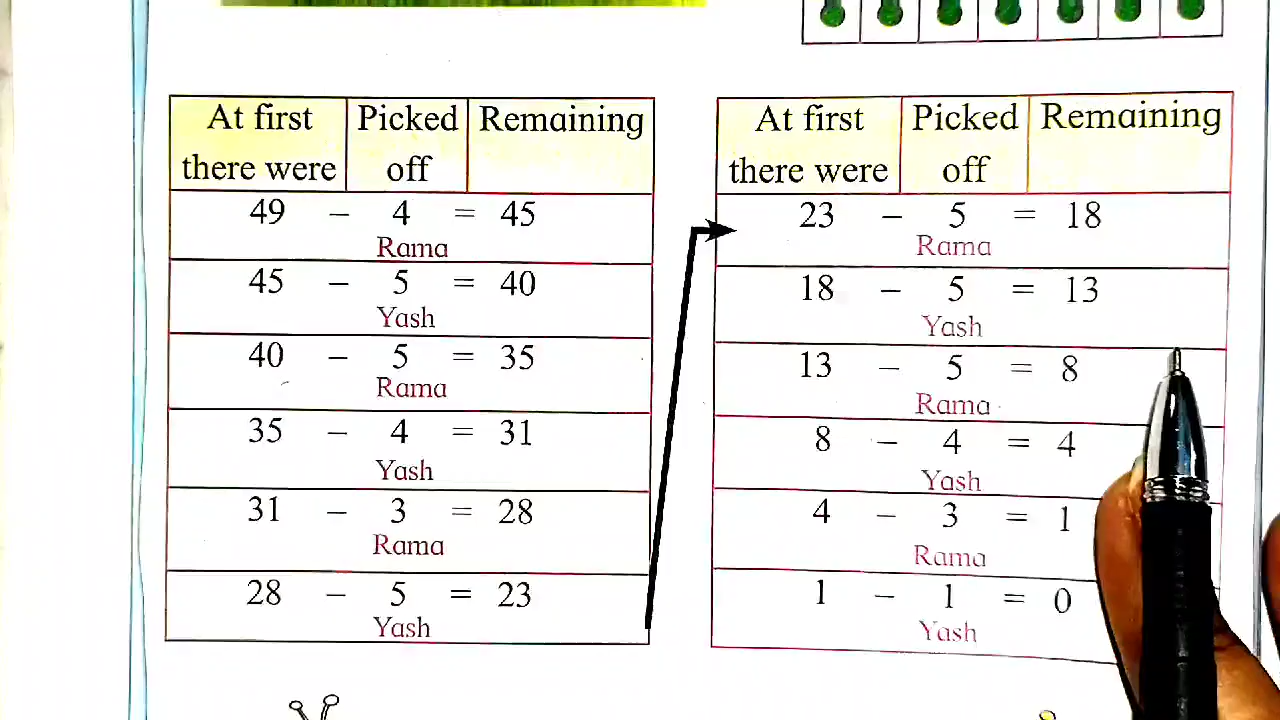 At first Picked Remaining
there were off
49 – 4 = 45
Rama
45 – 5 = 40
Yash
40 – 5 = 35
Rama
35 – 4 = 31
Yash
31 – 3 = 28
Rama
28 – 5 = 23
Yash
At first Picked Remaining
there were off
23 – 5 = 18
Rama
18 – 5 = 13
Yash
13 – 5 = 8
Rama
8 – 4 = 4
Yash
4 – 3 = 1
Rama
1 – 1 = 0
Yash